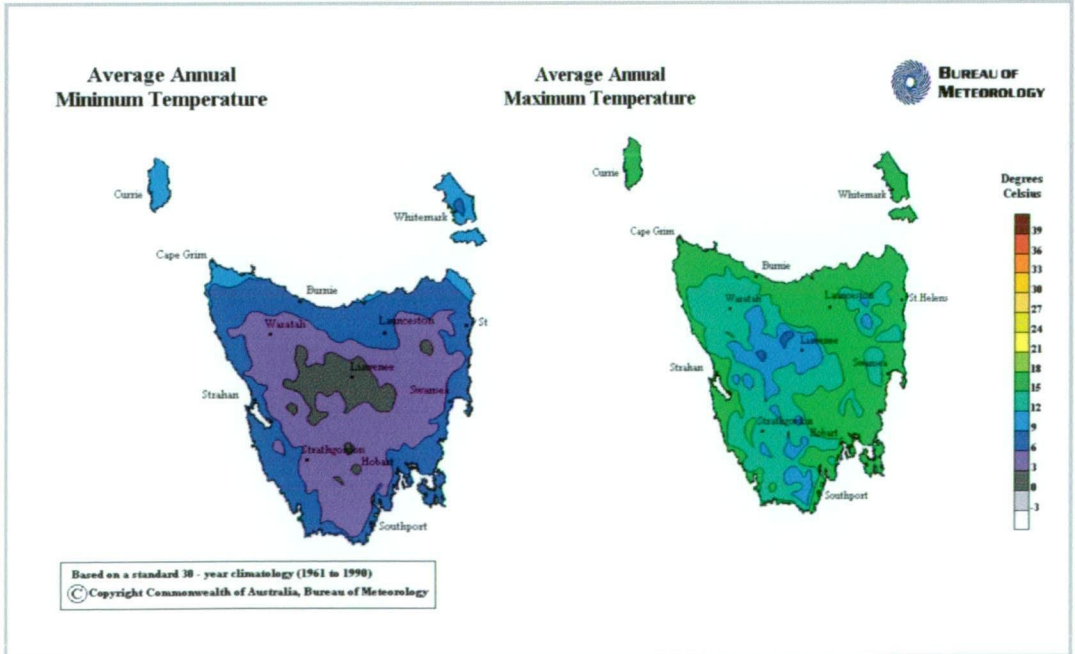 Average Annual
Minimum Temperature
Average Annual
Maximum Temperature
BUREAU OF
METEOROLOGY
Currie
Whitemark
Cape Grim
Burnie
Waratah
Launceston
St
Liawenee
Strahan
Swansea
Strathgordon
Hobart
Southport
Currie
Whitemark
Cape Grim
Burnie
Waratah
Launceston
St.Helens
Liawenee
Strahan
Swansea
Strathgordon
Hobart
Southport
Degrees
Celsius
39
36
33
30
27
24
21
18
15
12
9
6
3
0
-3
Based on a standard 30 - year climatology (1961 to 1990)
© Copyright Commonwealth of Australia, Bureau of Meteorology